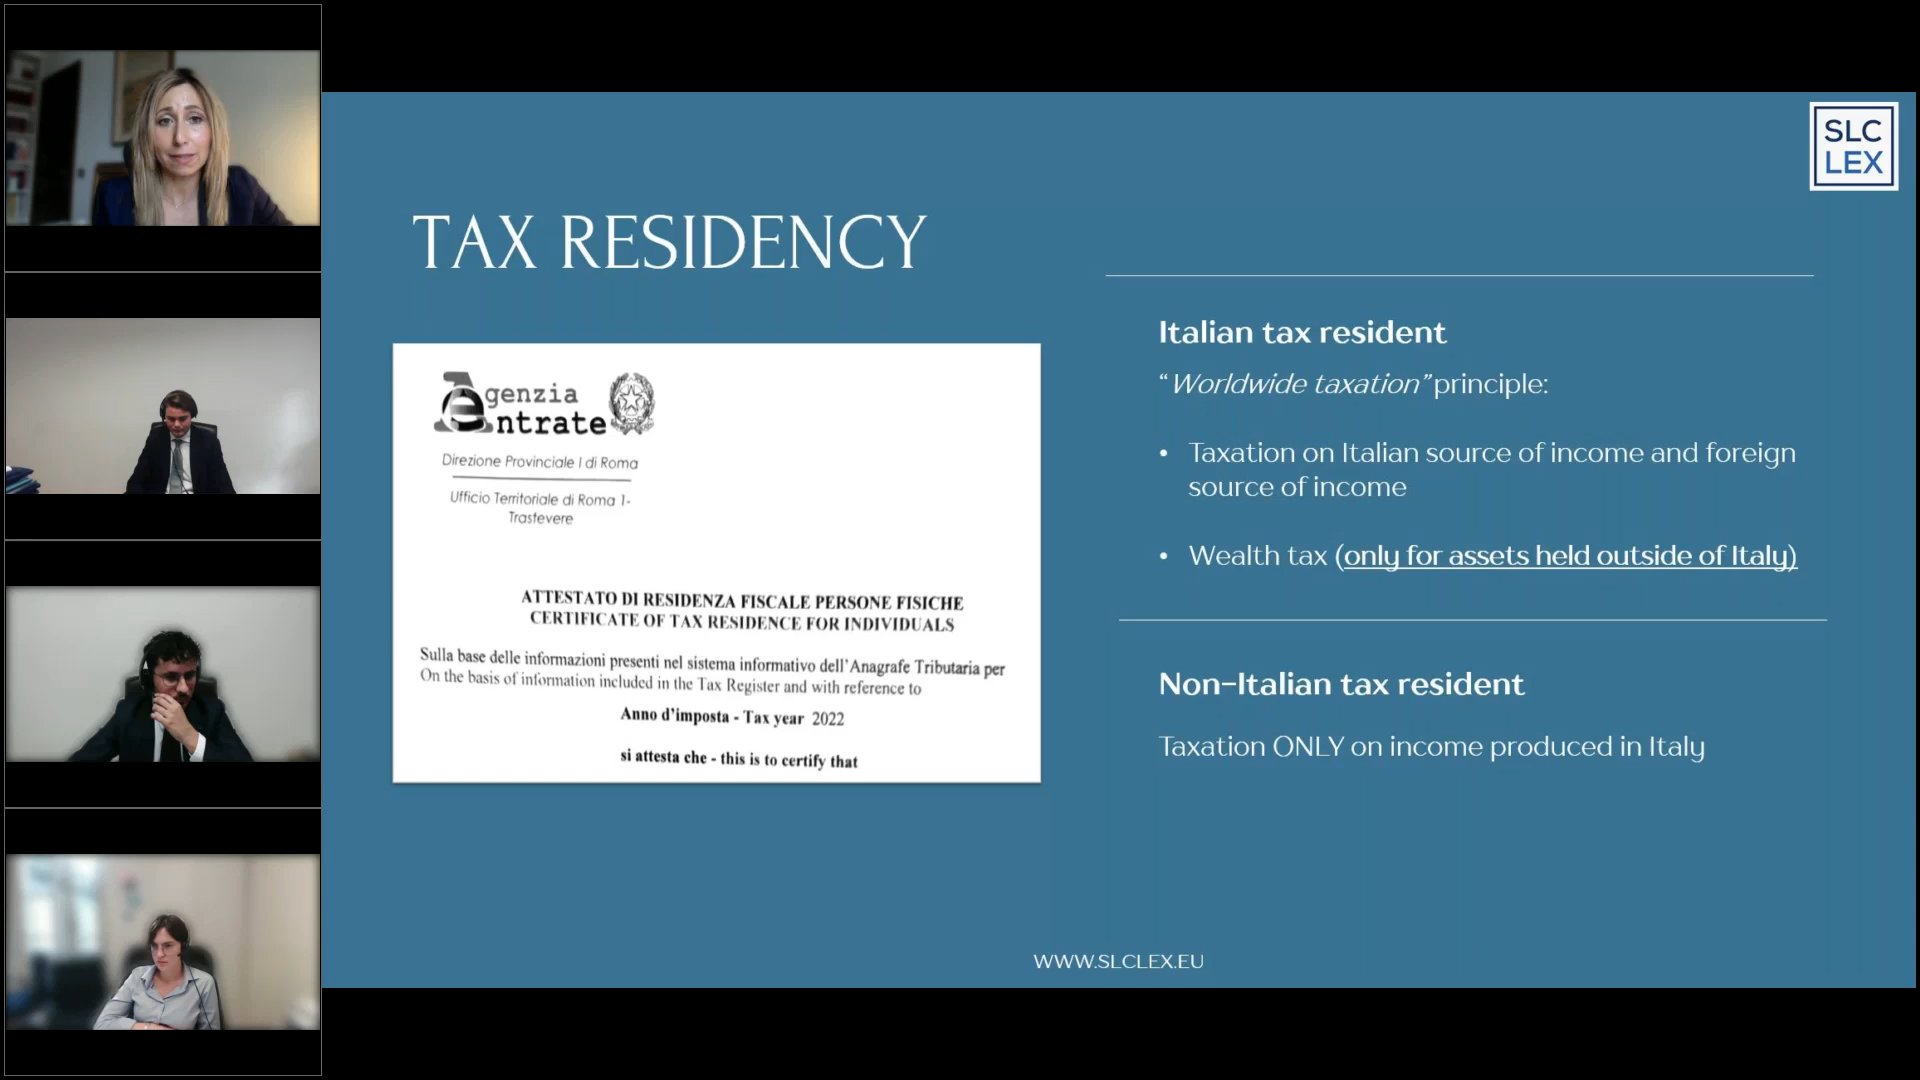 SLC
LEX
TAX RESIDENCY
Agenzia
Entrate
Direzione Provinciale I di Roma
Ufficio Territoriale di Roma 1-
Trastevere
ATTESTATO DI RESIDENZA FISCALE PERSONE FISICHE
CERTIFICATE OF TAX RESIDENCE FOR INDIVIDUALS
Sulla base delle informazioni presenti nel sistema informativo dell'Anagrafe Tributaria per
On the basis of information included in the Tax Register and with reference to
Anno d'imposta - Tax year 2022
si attesta che - this is to certify that
Italian tax resident
“Worldwide taxation” principle:
• Taxation on Italian source of income and foreign
source of income
• Wealth tax (only for assets held outside of Italy)
Non-Italian tax resident
Taxation ONLY on income produced in Italy
WWW.SLCLEX.EU